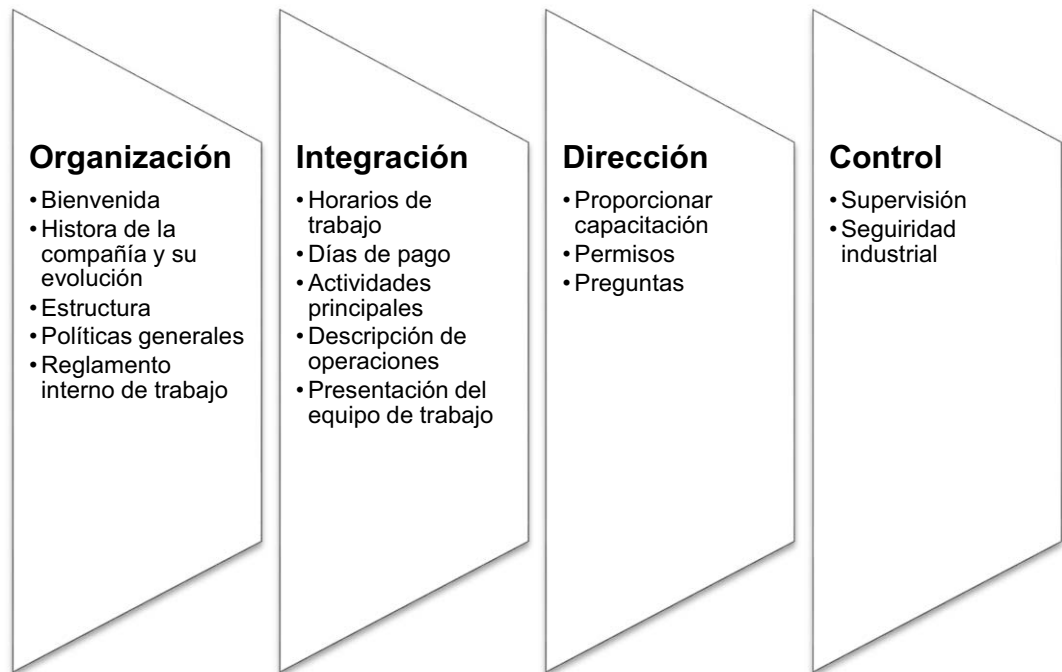 Organización
• Bienvenida
• Histora de la
compañía y su
evolución
• Estructura
• Políticas generales
• Reglamento
interno de trabajo
Integración
• Horarios de
trabajo
• Días de pago
• Actividades
principales
• Descripción de
operaciones
• Presentación del
equipo de trabajo
Dirección
• Proporcionar
capacitación
• Permisos
• Preguntas
Control
• Supervisión
• Seguiridad
industrial